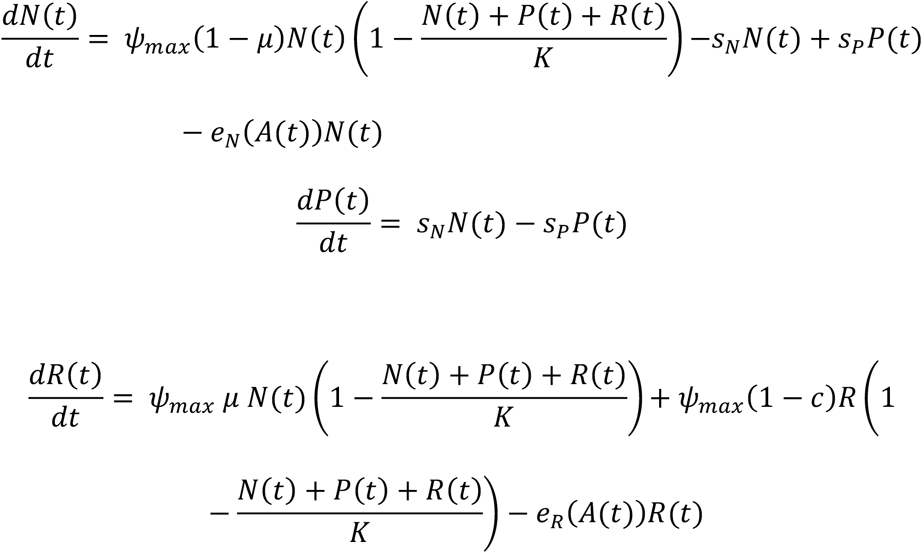 dN(t)/dt = ψ_max(1 − μ)N(t)(1 − (N(t) + P(t) + R(t))/K) −s_N N(t) + s_P P(t)
− e_N(A(t))N(t)
dP(t)/dt = s_N N(t) − s_P P(t)
dR(t)/dt = ψ_max μ N(t)(1 − (N(t) + P(t) + R(t))/K) + ψ_max(1 − c)R(1
− (N(t) + P(t) + R(t))/K) − e_R(A(t))R(t)